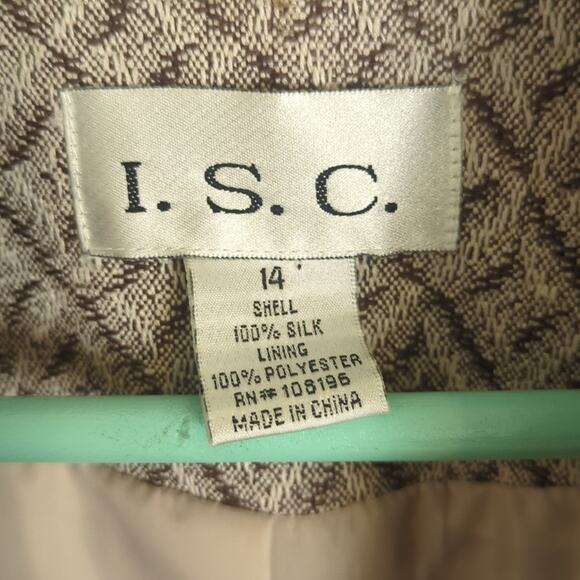 I. S. C.
14
SHELL
100% SILK
LINING
100% POLYESTER
RN# 108196
MADE IN CHINA